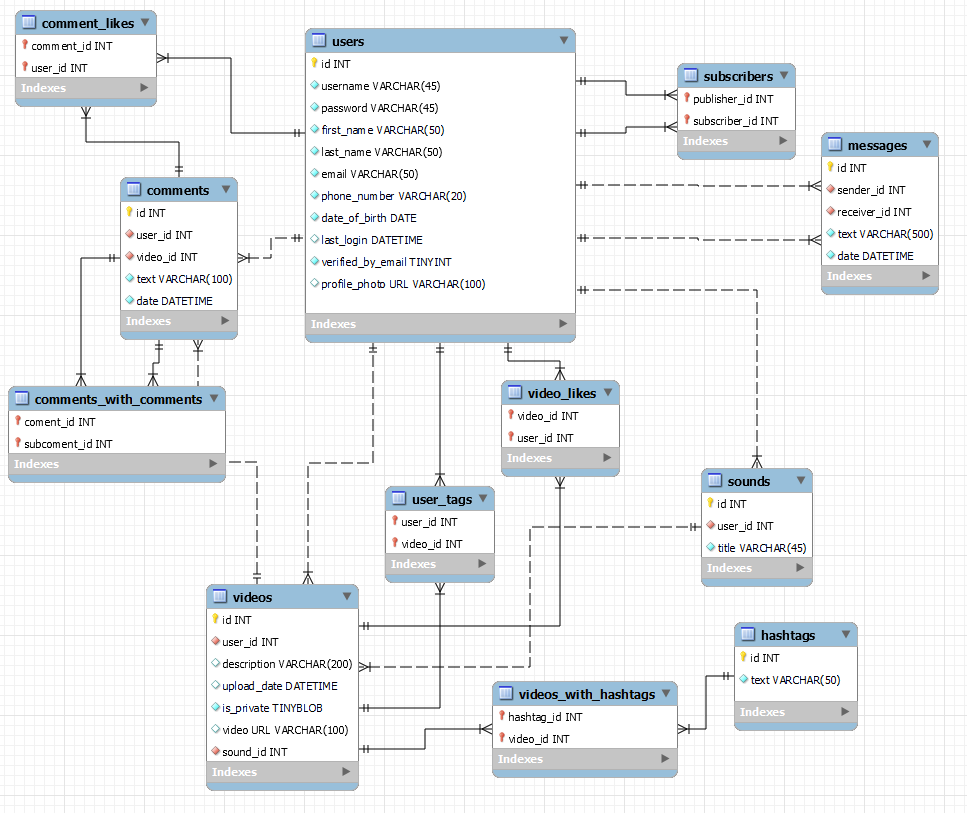 comment_likes
comment_id INT
user_id INT
Indexes
users
id INT
username VARCHAR(45)
password VARCHAR(45)
first_name VARCHAR(50)
last_name VARCHAR(50)
email VARCHAR(50)
phone_number VARCHAR(20)
date_of_birth DATE
last_login DATETIME
verified_by_email TINYINT
profile_photo URL VARCHAR(100)
Indexes
subscribers
publisher_id INT
subscriber_id INT
Indexes
messages
id INT
sender_id INT
receiver_id INT
text VARCHAR(500)
date DATETIME
Indexes
comments
id INT
user_id INT
video_id INT
text VARCHAR(100)
date DATETIME
Indexes
comments_with_comments
coment_id INT
subcoment_id INT
Indexes
video_likes
video_id INT
user_id INT
Indexes
user_tags
user_id INT
video_id INT
Indexes
sounds
id INT
user_id INT
title VARCHAR(45)
Indexes
videos
id INT
user_id INT
description VARCHAR(200)
upload_date DATETIME
is_private TINYBLOB
video URL VARCHAR(100)
sound_id INT
Indexes
videos_with_hashtags
hashtag_id INT
video_id INT
Indexes
hashtags
id INT
text VARCHAR(50)
Indexes